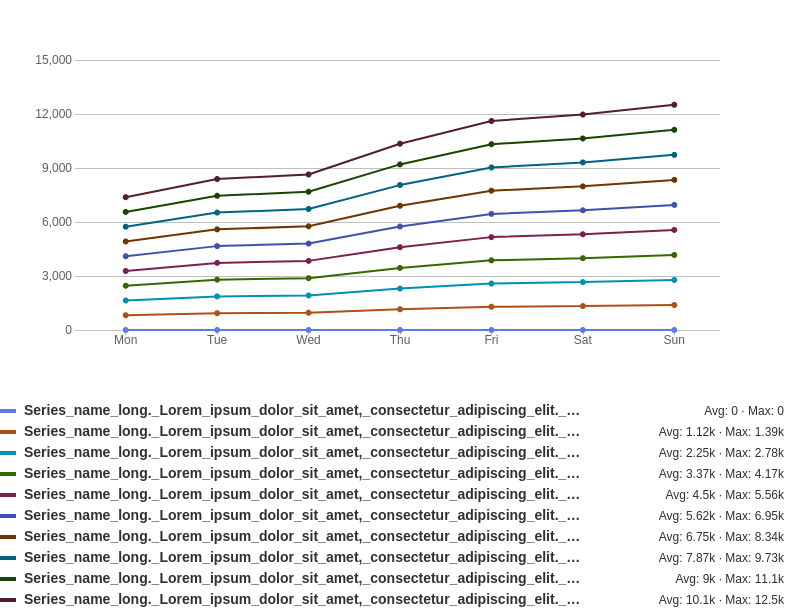 15,000
12,000
9,000
6,000
3,000
0
Mon Tue Wed Thu Fri Sat Sun
Series_name_long._Lorem_ipsum_dolor_sit_amet,_consectetur_adipiscing_elit._… Avg: 0 · Max: 0
Series_name_long._Lorem_ipsum_dolor_sit_amet,_consectetur_adipiscing_elit._… Avg: 1.12k · Max: 1.39k
Series_name_long._Lorem_ipsum_dolor_sit_amet,_consectetur_adipiscing_elit._… Avg: 2.25k · Max: 2.78k
Series_name_long._Lorem_ipsum_dolor_sit_amet,_consectetur_adipiscing_elit._… Avg: 3.37k · Max: 4.17k
Series_name_long._Lorem_ipsum_dolor_sit_amet,_consectetur_adipiscing_elit._… Avg: 4.5k · Max: 5.56k
Series_name_long._Lorem_ipsum_dolor_sit_amet,_consectetur_adipiscing_elit._… Avg: 5.62k · Max: 6.95k
Series_name_long._Lorem_ipsum_dolor_sit_amet,_consectetur_adipiscing_elit._… Avg: 6.75k · Max: 8.34k
Series_name_long._Lorem_ipsum_dolor_sit_amet,_consectetur_adipiscing_elit._… Avg: 7.87k · Max: 9.73k
Series_name_long._Lorem_ipsum_dolor_sit_amet,_consectetur_adipiscing_elit._… Avg: 9k · Max: 11.1k
Series_name_long._Lorem_ipsum_dolor_sit_amet,_consectetur_adipiscing_elit._… Avg: 10.1k · Max: 12.5k